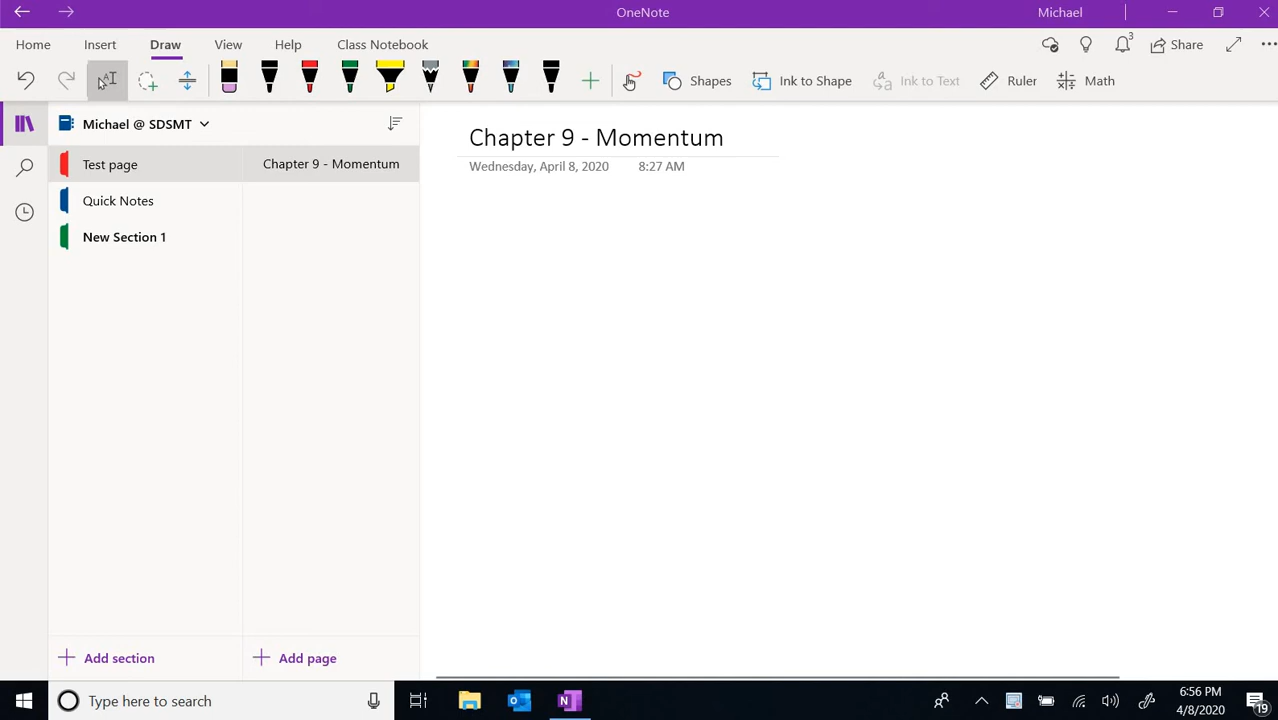 OneNote
Michael
Home Insert Draw View Help Class Notebook
3
Share
Shapes Ink to Shape Ink to Text Ruler Math
Michael @ SDSMT
Test page
Quick Notes
New Section 1
Chapter 9 - Momentum
Chapter 9 - Momentum
Wednesday, April 8, 2020 8:27 AM
Add section
Add page
Type here to search
6:56 PM
4/8/2020
19